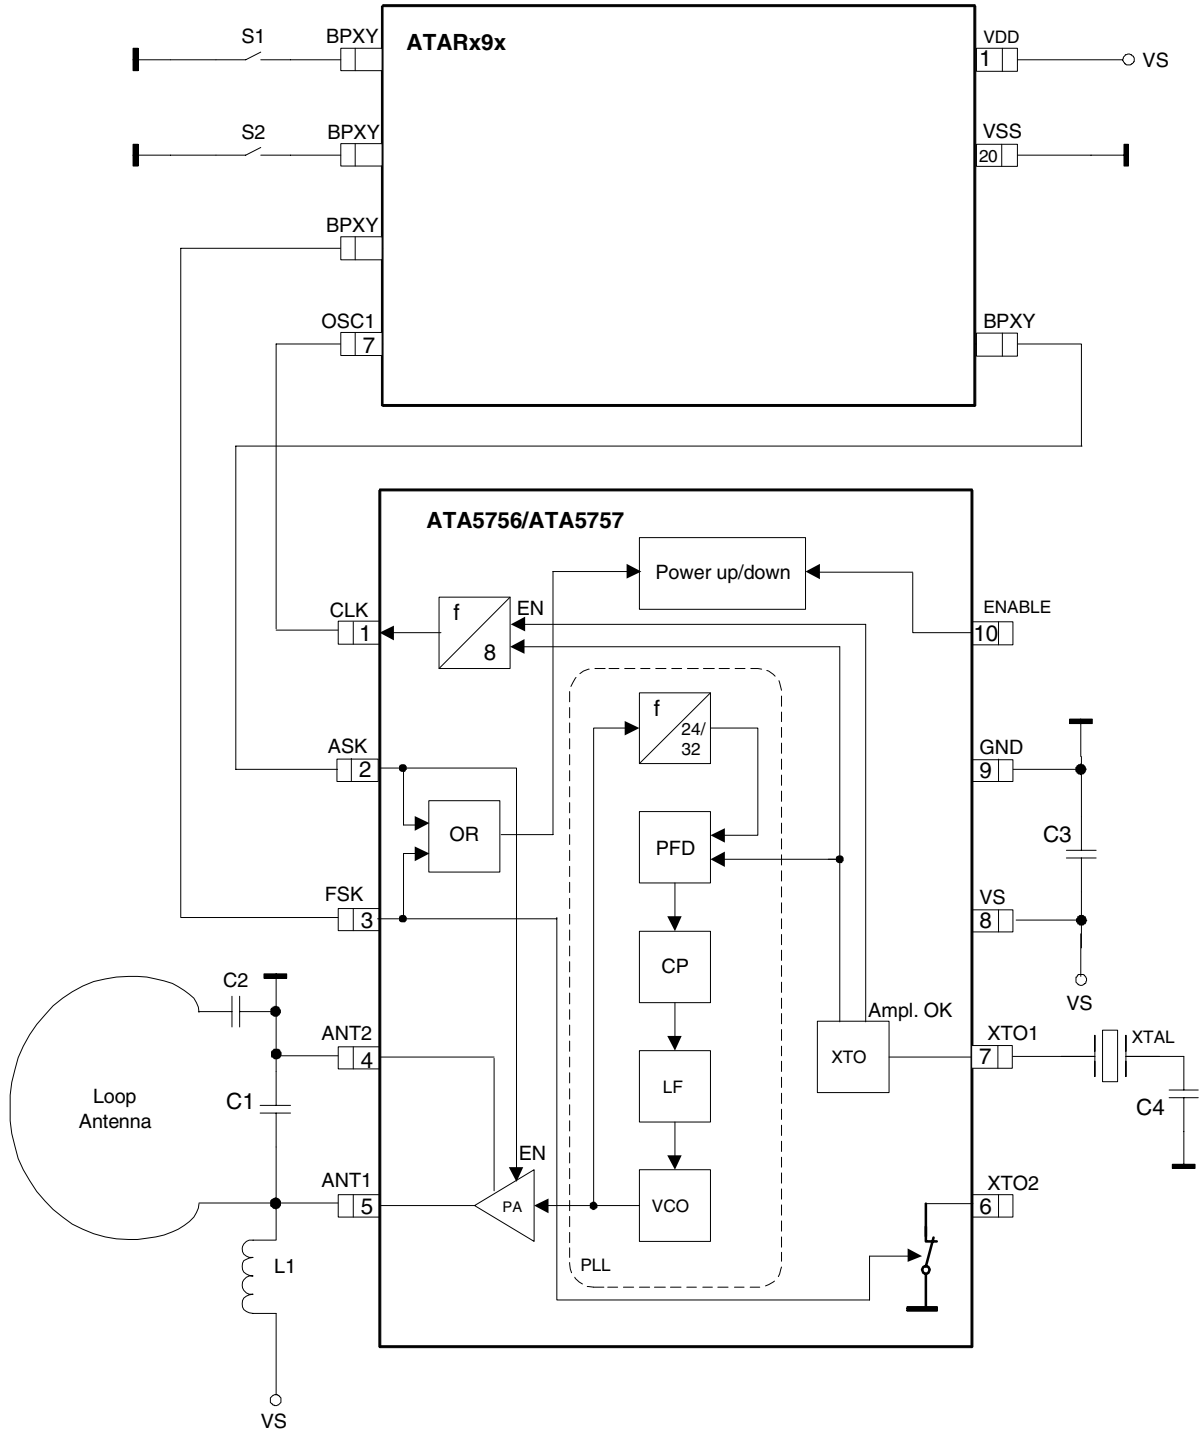 S1
BPXY
ATARx9x
VDD
1
VS
S2
BPXY
VSS
20
BPXY
OSC1
7
BPXY
ATA5756/ATA5757
Power up/down
CLK
1
f
8
EN
ENABLE
10
f
24/
32
ASK
2
GND
9
OR
PFD
C3
FSK
3
VS
8
CP
C2
VS
Ampl. OK
ANT2
4
XTO
XTO1
7
XTAL
Loop
Antenna
C1
LF
C4
EN
ANT1
5
PA
VCO
XTO2
6
L1
PLL
VS